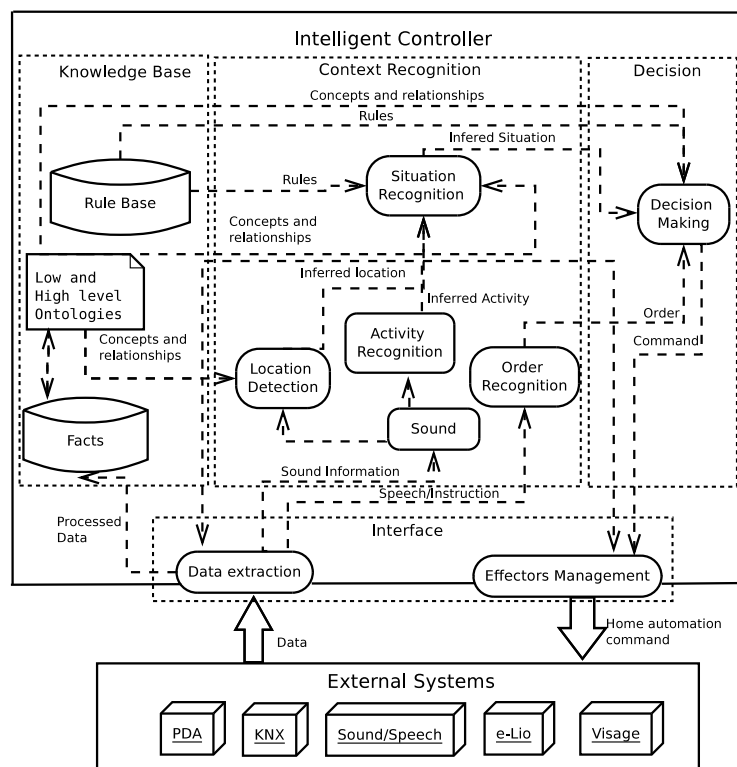 Intelligent Controller
Knowledge Base
Context Recognition
Decision
Concepts and relationships
Rules
Infered Situation
Rule Base
Rules
Situation
Recognition
Decision
Making
Concepts and
relationships
Low and
High level
Ontologies
Inferred location
Inferred Activity
Concepts and
relationships
Location
Detection
Activity
Recognition
Order
Recognition
Order
Command
Facts
Sound
Sound Information
Speech/Instruction
Processed
Data
Interface
Data extraction
Effectors Management
Data
Home automation
command
External Systems
PDA
KNX
Sound/Speech
e-Lio
Visage